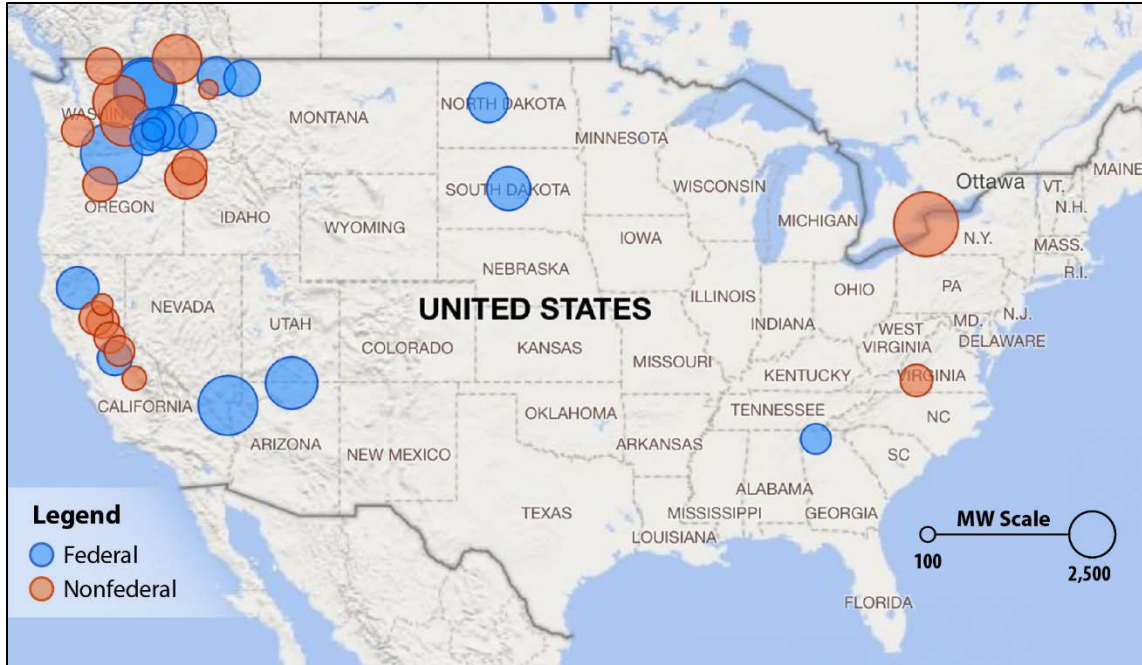 WASHING
MONTANA
NORTH DAKOTA
MINNESOTA
OREGON
IDAHO
SOUTH DAKOTA
WISCONSIN
MICHIGAN
Ottawa
MAINE
VT.
N.H.
WYOMING
IOWA
N.Y.
MASS.
R.I.
NEBRASKA
NEVADA
UTAH
UNITED STATES
ILLINOIS
INDIANA
OHIO
PA
N.J.
MD.
DELAWARE
COLORADO
KANSAS
MISSOURI
WEST
VIRGINIA
KENTUCKY
VIRGINIA
CALIFORNIA
ARIZONA
NEW MEXICO
OKLAHOMA
ARKANSAS
TENNESSEE
NC
SC
TEXAS
MISSISSIPPI
ALABAMA
GEORGIA
LOUISIANA
FLORIDA
Legend
Federal
Nonfederal
MW Scale
100
2,500